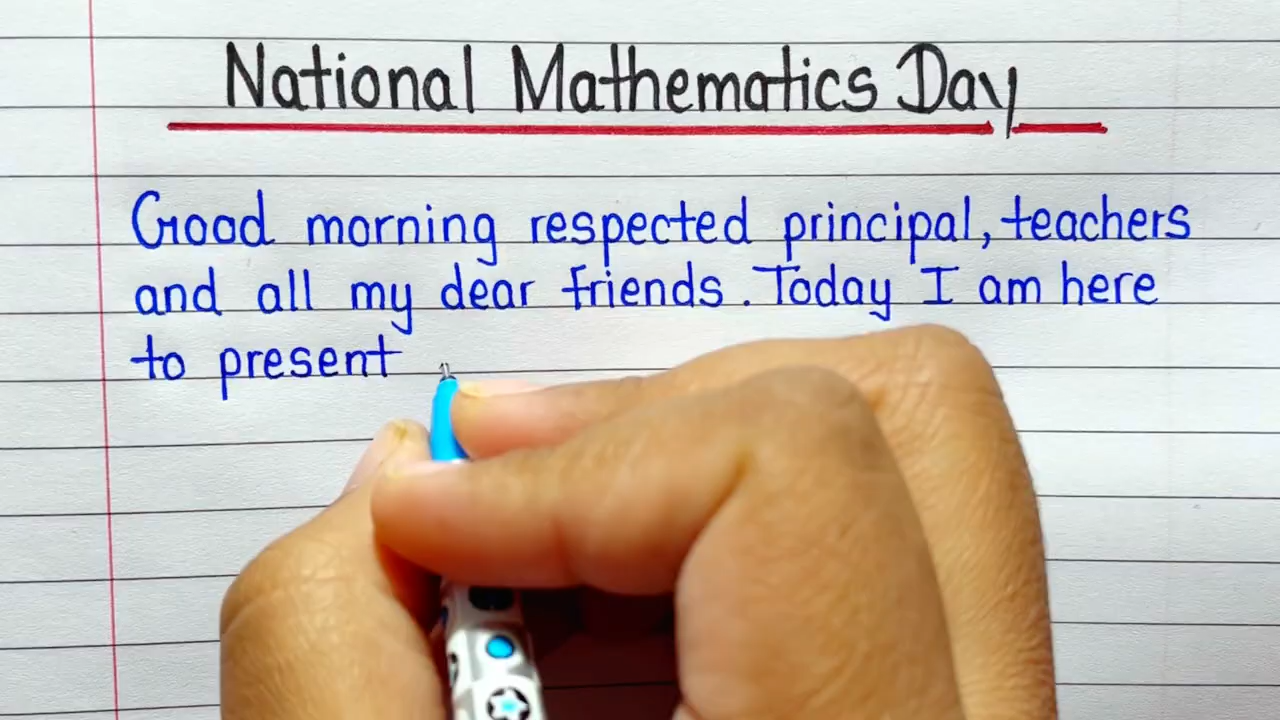 National Mathematics Day
Good morning respected principal, teachers
and all my dear friends. Today I am here
to present